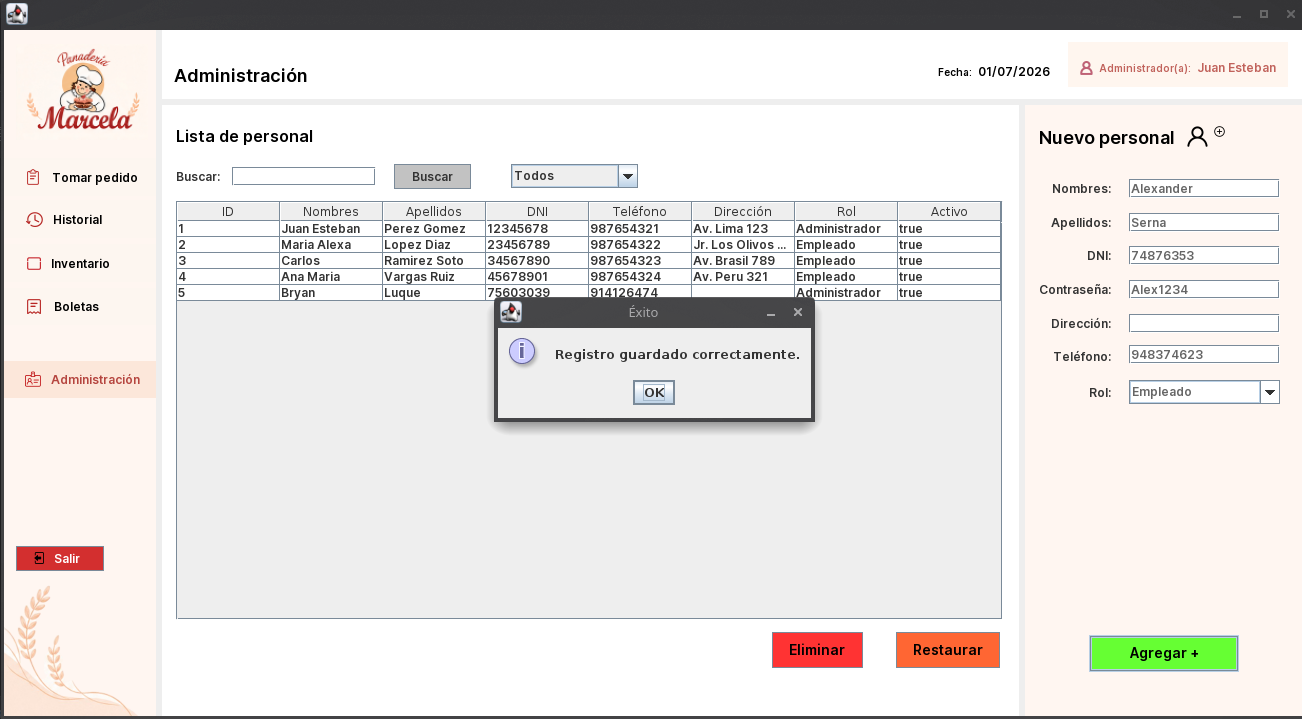 Panadería
Marcela
Tomar pedido
Historial
Inventario
Boletas
Administración
Salir
Administración
Fecha: 01/07/2026
Administrador(a): Juan Esteban
Lista de personal
Buscar: Buscar Todos
ID Nombres Apellidos DNI Teléfono Dirección Rol Activo
1 Juan Esteban Perez Gomez 12345678 987654321 Av. Lima 123 Administrador true
2 Maria Alexa Lopez Diaz 23456789 987654322 Jr. Los Olivos ... Empleado true
3 Carlos Ramirez Soto 34567890 987654323 Av. Brasil 789 Empleado true
4 Ana Maria Vargas Ruiz 45678901 987654324 Av. Peru 321 Empleado true
5 Bryan Luque 75603039 914126474 Administrador true
Éxito
Registro guardado correctamente.
OK
Eliminar Restaurar
Nuevo personal
Nombres: Alexander
Apellidos: Serna
DNI: 74876353
Contraseña: Alex1234
Dirección:
Teléfono: 948374623
Rol: Empleado
Agregar +